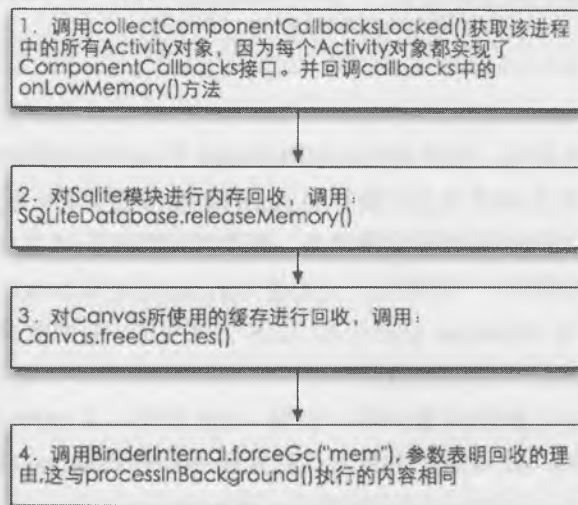 1. 调用collectComponentCallbacksLocked()获取该进程
中的所有Activity对象，因为每个Activity对象都实现了
ComponentCallbacks接口。并回调callbacks中的
onLowMemory()方法
2. 对Sqlite模块进行内存回收，调用：
SQLiteDatabase.releaseMemory()
3. 对Canvas所使用的缓存进行回收，调用：
Canvas.freeCaches()
4. 调用BinderInternal.forceGc("mem"),参数表明回收的理
由,这与processInBackground()执行的内容相同